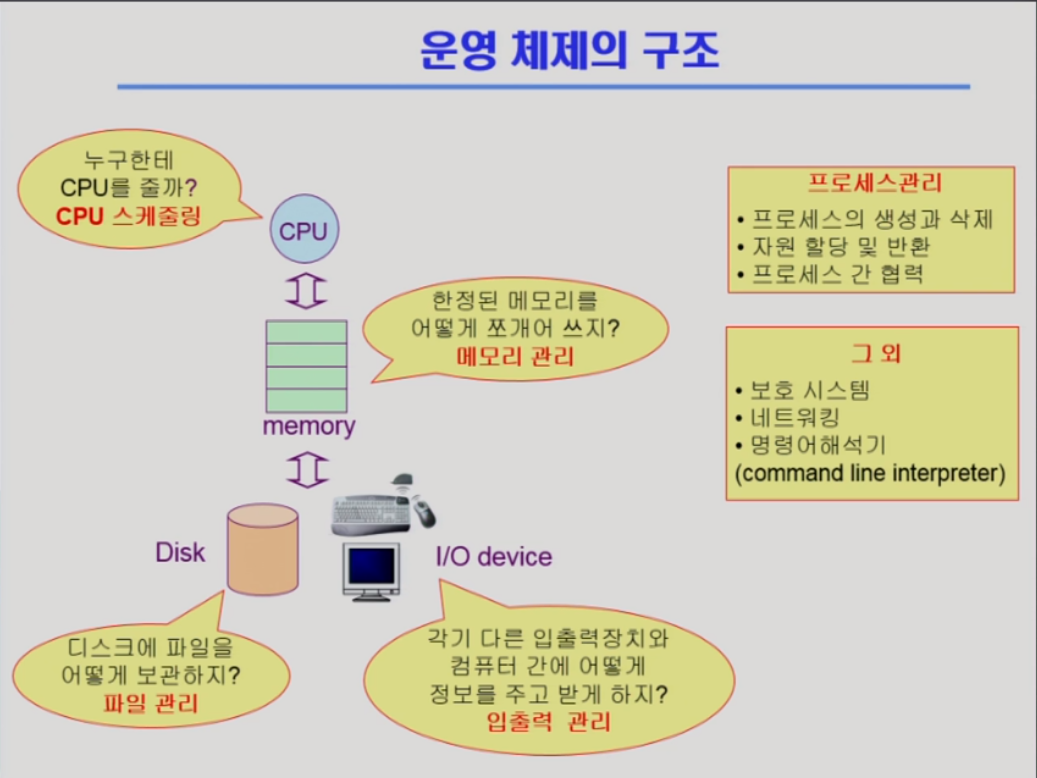 운영 체제의 구조
누구한테
CPU를 줄까?
CPU 스케줄링
CPU
한정된 메모리를
어떻게 쪼개어 쓰지?
메모리 관리
memory
Disk
I/O device
디스크에 파일을
어떻게 보관하지?
파일 관리
각기 다른 입출력장치와
컴퓨터 간에 어떻게
정보를 주고 받게 하지?
입출력 관리
프로세스관리
• 프로세스의 생성과 삭제
• 자원 할당 및 반환
• 프로세스 간 협력
그 외
• 보호 시스템
• 네트워킹
• 명령어해석기
(command line interpreter)